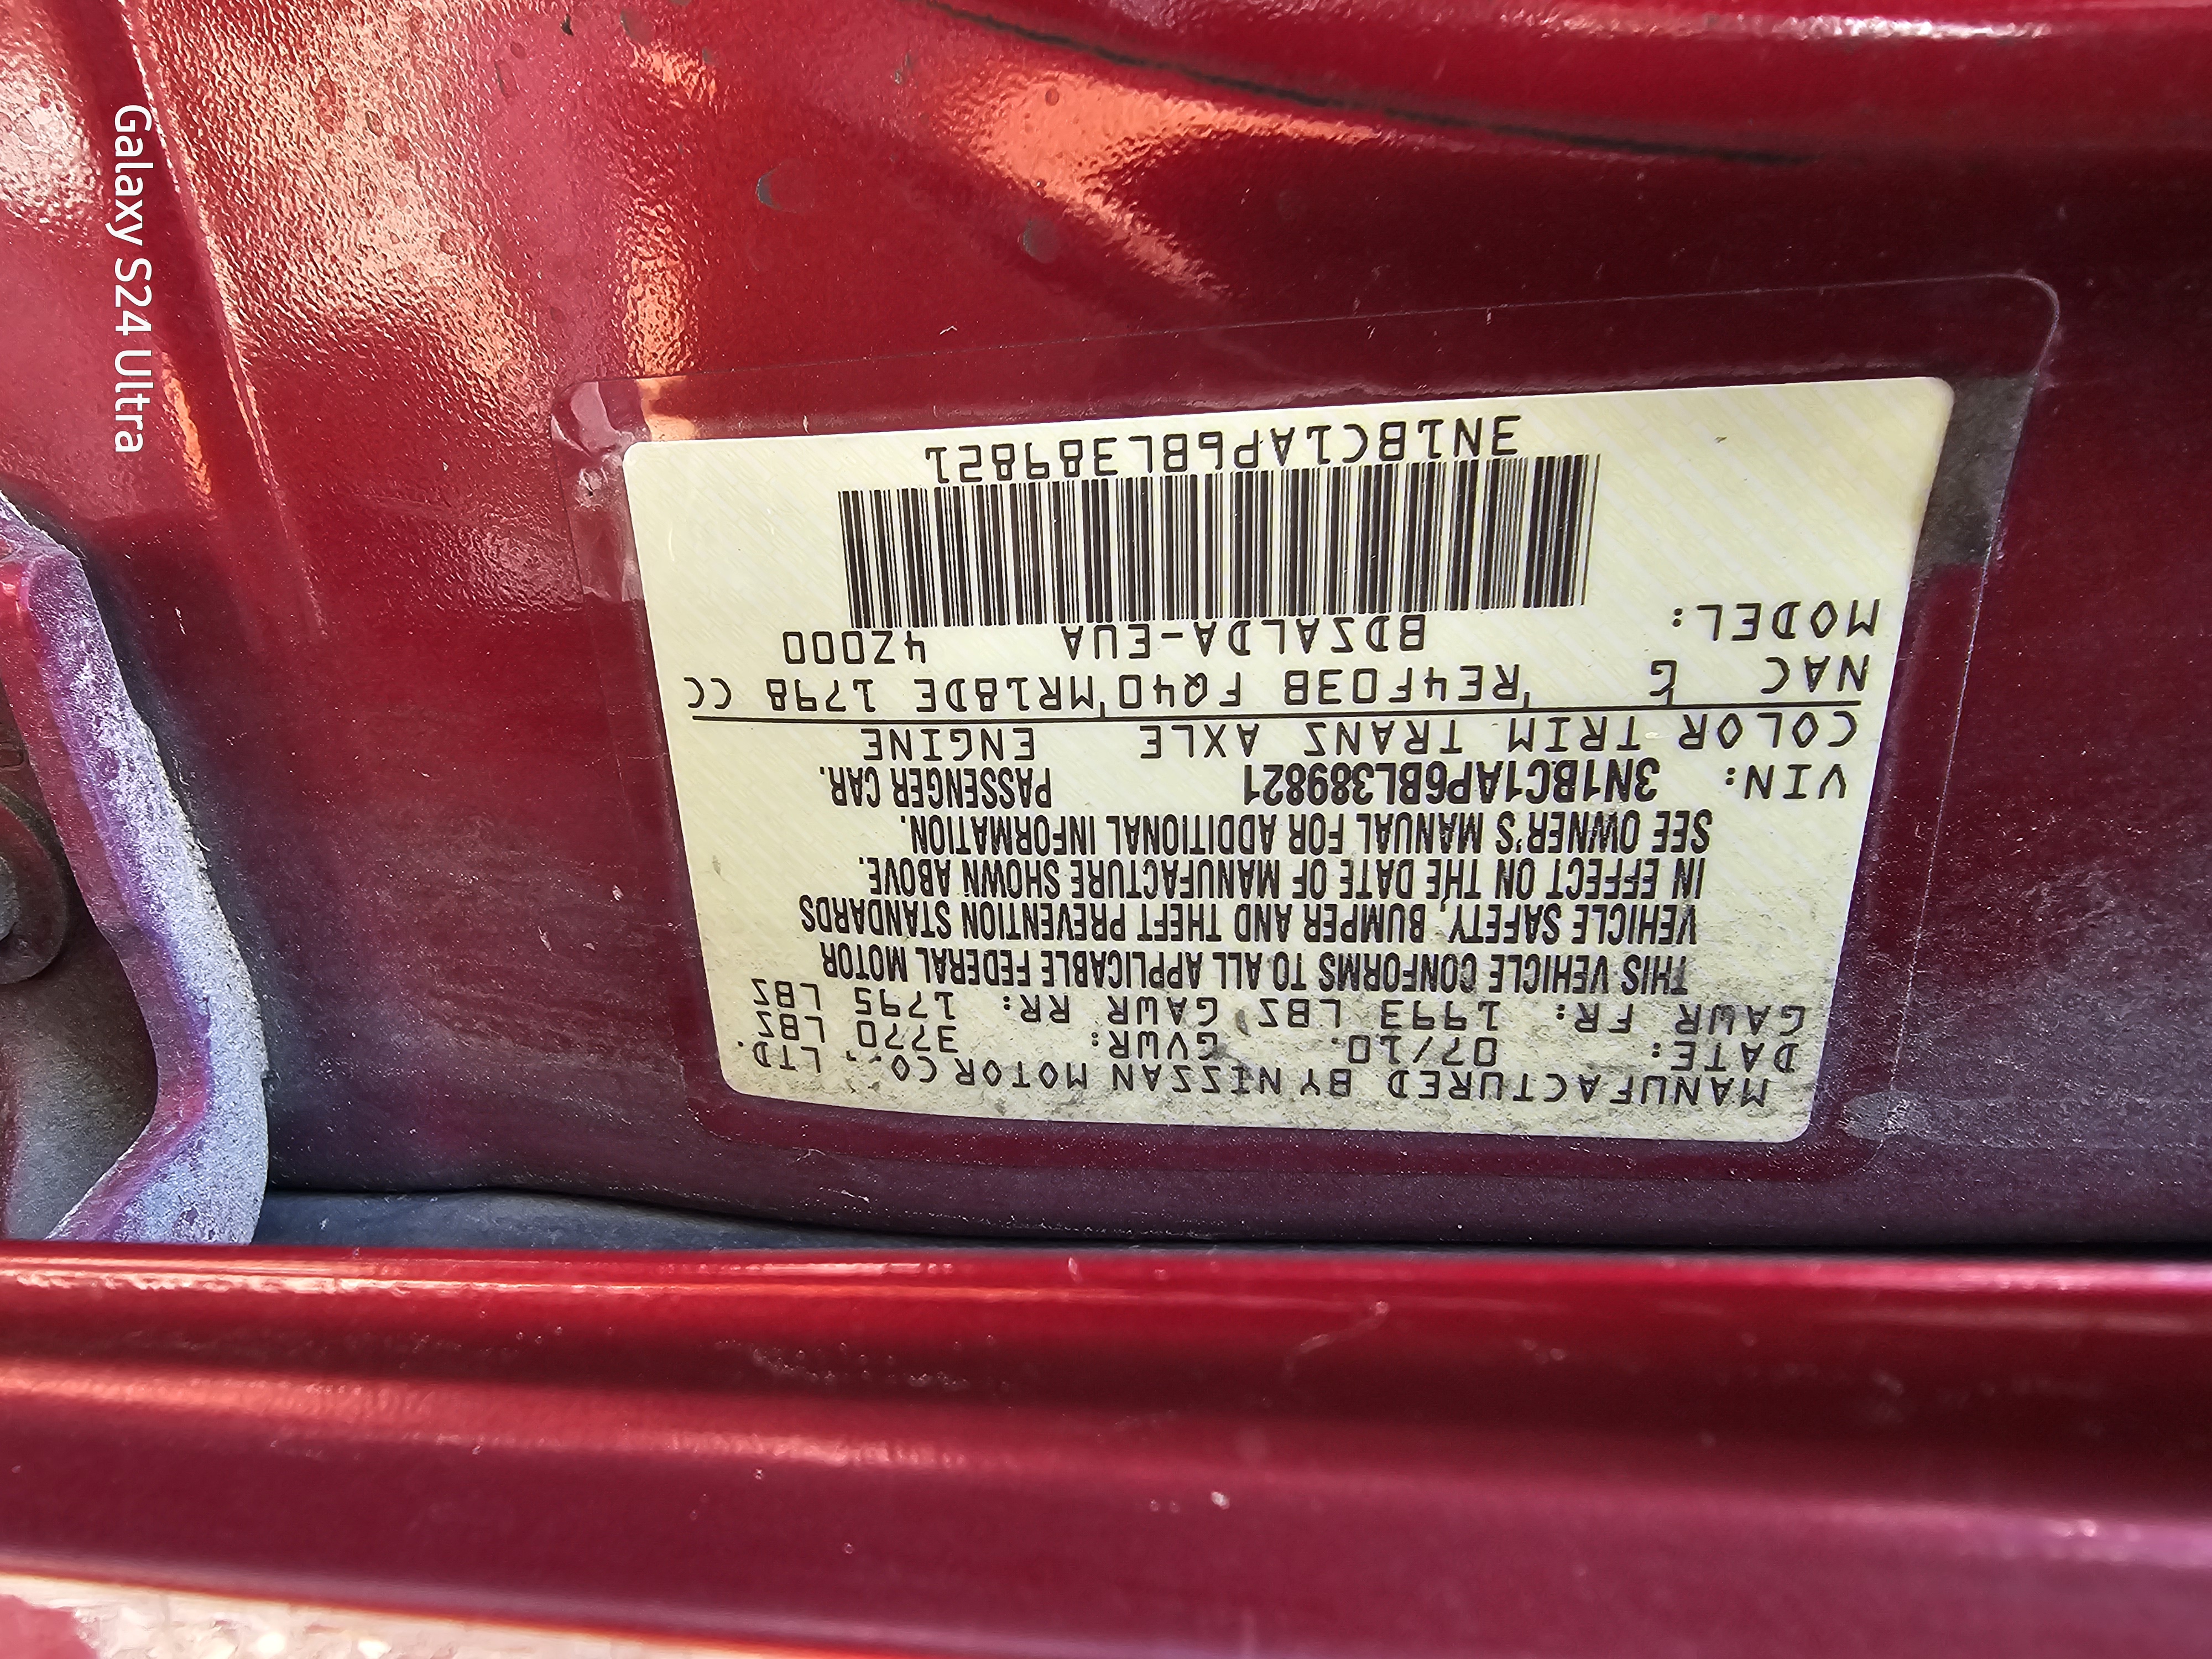 MANUFACTURED BY NISSAN MOTOR CO., LTD.
DATE: 07/10. GVWR: 3770 LBS
GAWR FR: 1993 LBS, GAWR RR: 1795 LBS
THIS VEHICLE CONFORMS TO ALL APPLICABLE FEDERAL MOTOR
VEHICLE SAFETY, BUMPER AND THEFT PREVENTION STANDARDS
IN EFFECT ON THE DATE OF MANUFACTURE SHOWN ABOVE.
SEE OWNER'S MANUAL FOR ADDITIONAL INFORMATION.
VIN: 3N1BC1AP6BL389821 PASSENGER CAR.
COLOR TRIM TRANS AXLE ENGINE
NAC G RE4F03B FQ40 MR18DE 1798 CC
MODEL: BDSALDA-EUA 4Z000
3N1BC1AP6BL389821
Galaxy S24 Ultra